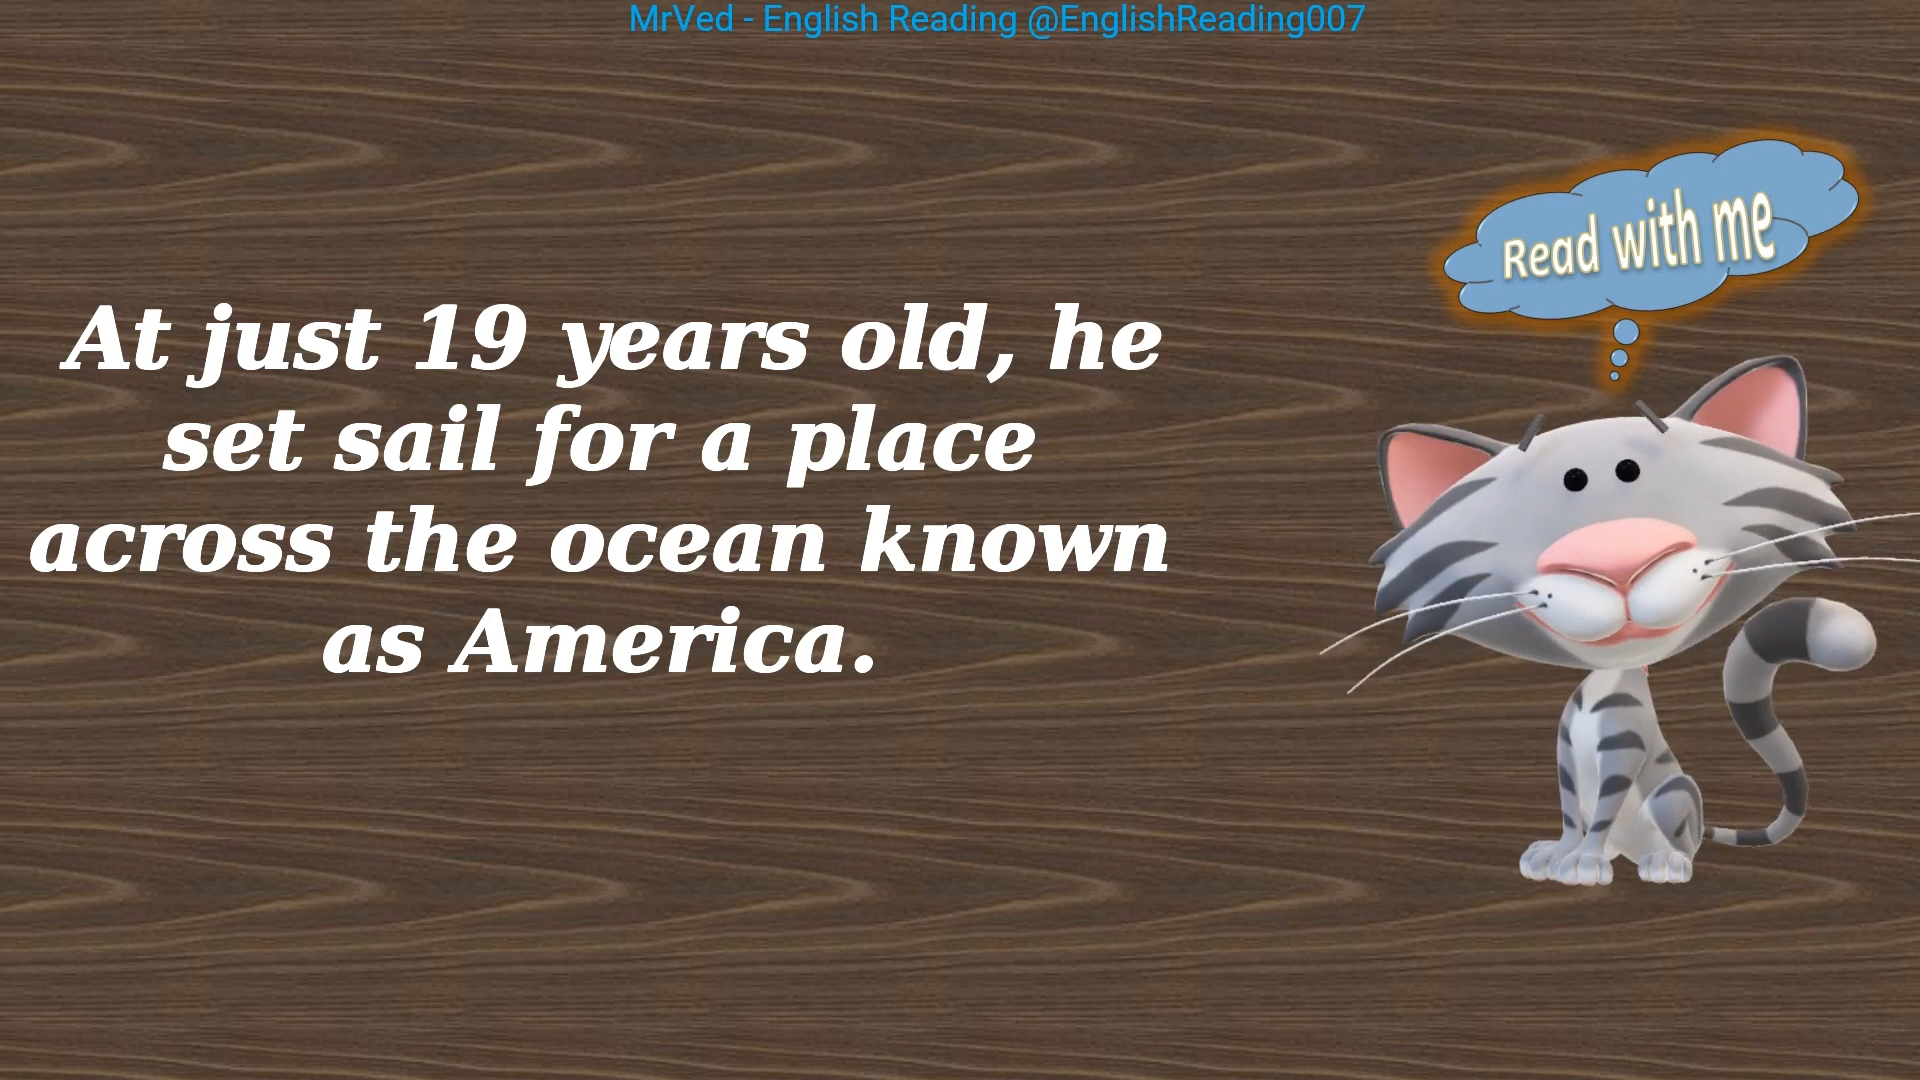 MrVed - English Reading @EnglishReading007
Read with me
At just 19 years old, he
set sail for a place
across the ocean known
as America.